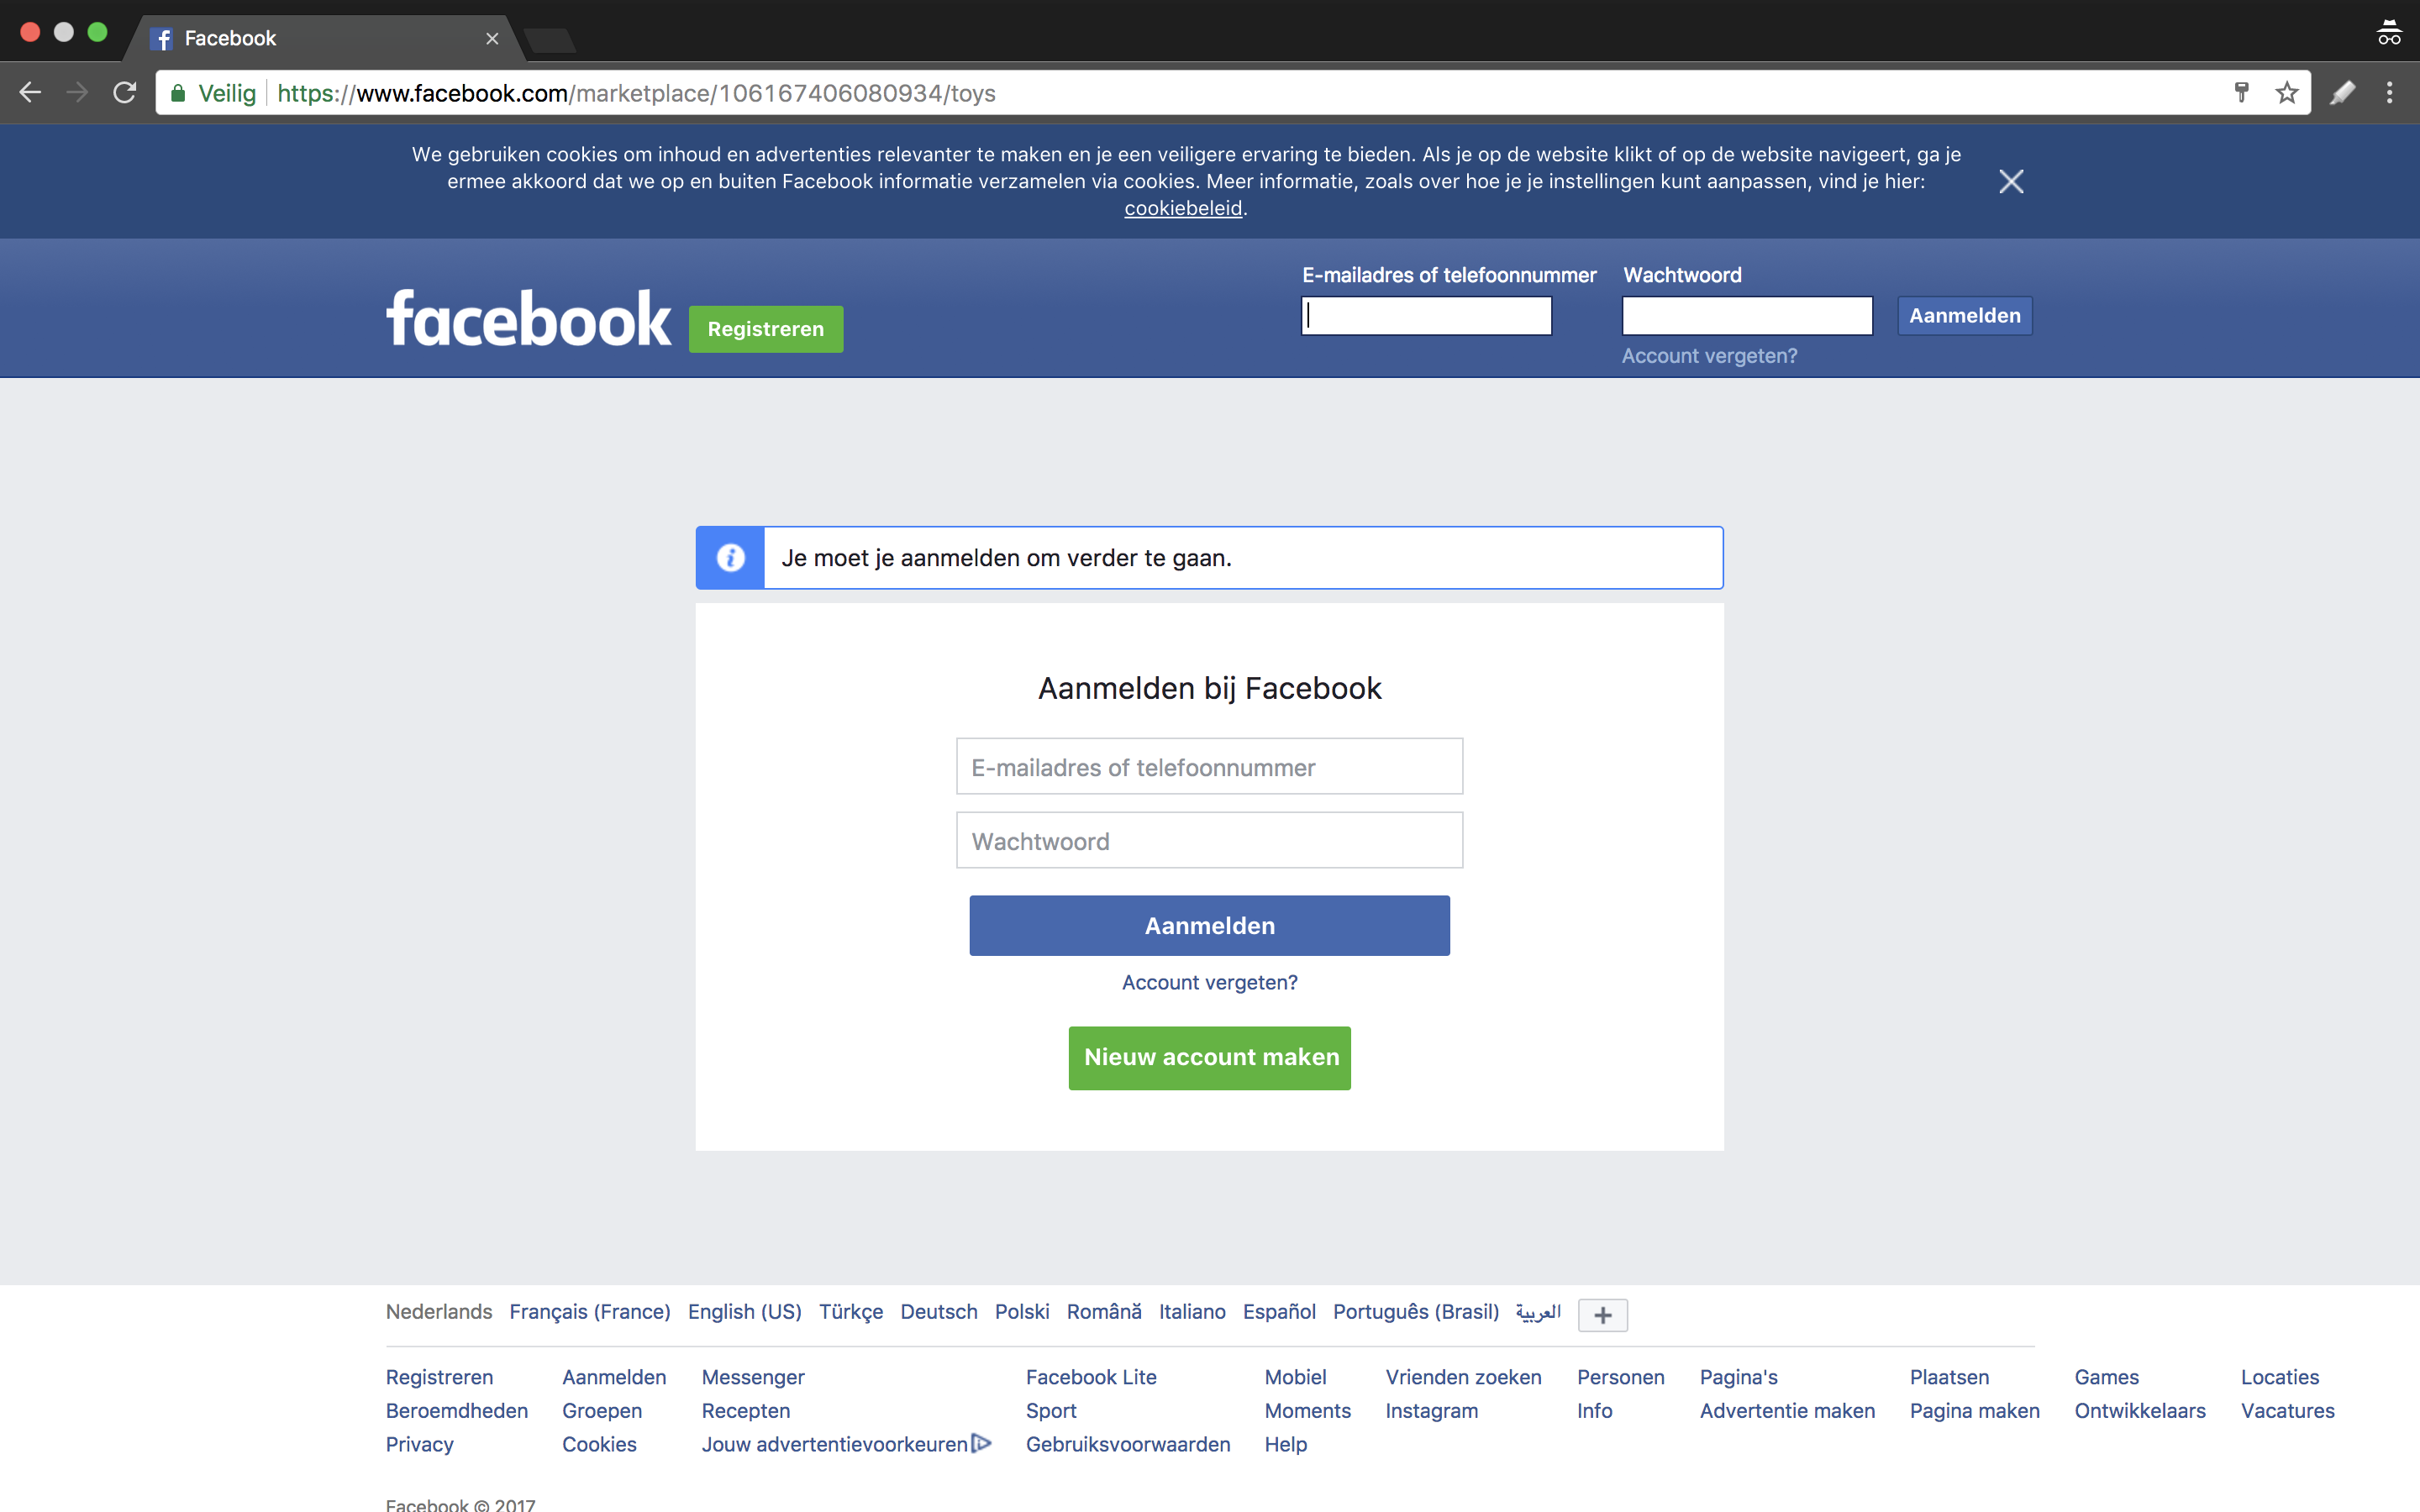 Facebook
Veilig https://www.facebook.com/marketplace/106167406080934/toys
We gebruiken cookies om inhoud en advertenties relevanter te maken en je een veiligere ervaring te bieden. Als je op de website klikt of op de website navigeert, ga je
ermee akkoord dat we op en buiten Facebook informatie verzamelen via cookies. Meer informatie, zoals over hoe je je instellingen kunt aanpassen, vind je hier:
cookiebeleid.
E-mailadres of telefoonnummer Wachtwoord
facebook Registreren Aanmelden
Account vergeten?
Je moet je aanmelden om verder te gaan.
Aanmelden bij Facebook
E-mailadres of telefoonnummer
Wachtwoord
Aanmelden
Account vergeten?
Nieuw account maken
Nederlands Français (France) English (US) Türkçe Deutsch Polski Română Italiano Español Português (Brasil) العربية
Registreren Aanmelden Messenger Facebook Lite Mobiel Vrienden zoeken Personen Pagina's Plaatsen Games Locaties
Beroemdheden Groepen Recepten Sport Moments Instagram Info Advertentie maken Pagina maken Ontwikkelaars Vacatures
Privacy Cookies Jouw advertentievoorkeuren Gebruiksvoorwaarden Help
Facebook © 2017